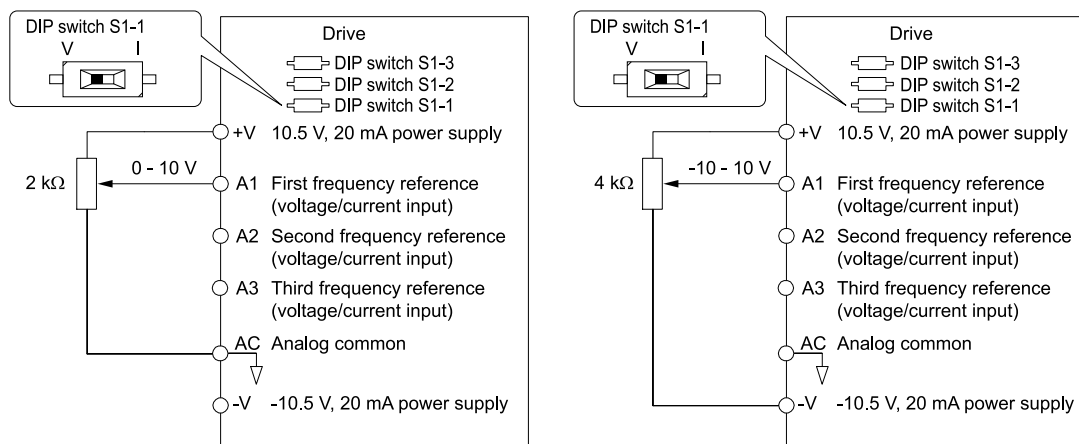 DIP switch S1-1
V I
Drive
DIP switch S1-3
DIP switch S1-2
DIP switch S1-1
+V 10.5 V, 20 mA power supply
2 kΩ
0 - 10 V
A1 First frequency reference
(voltage/current input)
A2 Second frequency reference
(voltage/current input)
A3 Third frequency reference
(voltage/current input)
AC Analog common
-V -10.5 V, 20 mA power supply
DIP switch S1-1
V I
Drive
DIP switch S1-3
DIP switch S1-2
DIP switch S1-1
+V 10.5 V, 20 mA power supply
4 kΩ
-10 - 10 V
A1 First frequency reference
(voltage/current input)
A2 Second frequency reference
(voltage/current input)
A3 Third frequency reference
(voltage/current input)
AC Analog common
-V -10.5 V, 20 mA power supply